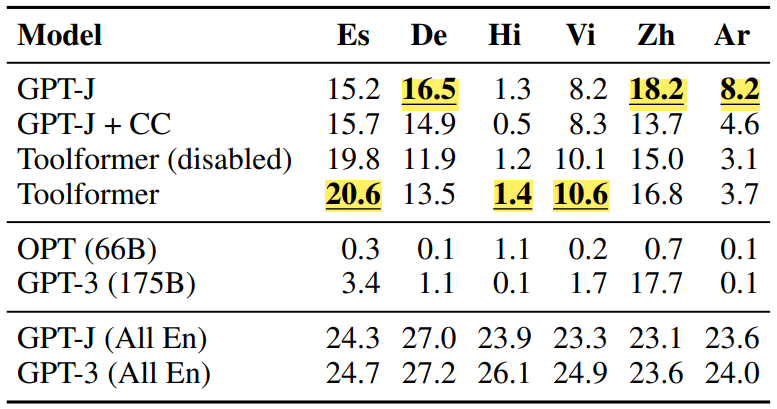 Model Es De Hi Vi Zh Ar
GPT-J 15.2 16.5 1.3 8.2 18.2 8.2
GPT-J + CC 15.7 14.9 0.5 8.3 13.7 4.6
Toolformer (disabled) 19.8 11.9 1.2 10.1 15.0 3.1
Toolformer 20.6 13.5 1.4 10.6 16.8 3.7
OPT (66B) 0.3 0.1 1.1 0.2 0.7 0.1
GPT-3 (175B) 3.4 1.1 0.1 1.7 17.7 0.1
GPT-J (All En) 24.3 27.0 23.9 23.3 23.1 23.6
GPT-3 (All En) 24.7 27.2 26.1 24.9 23.6 24.0